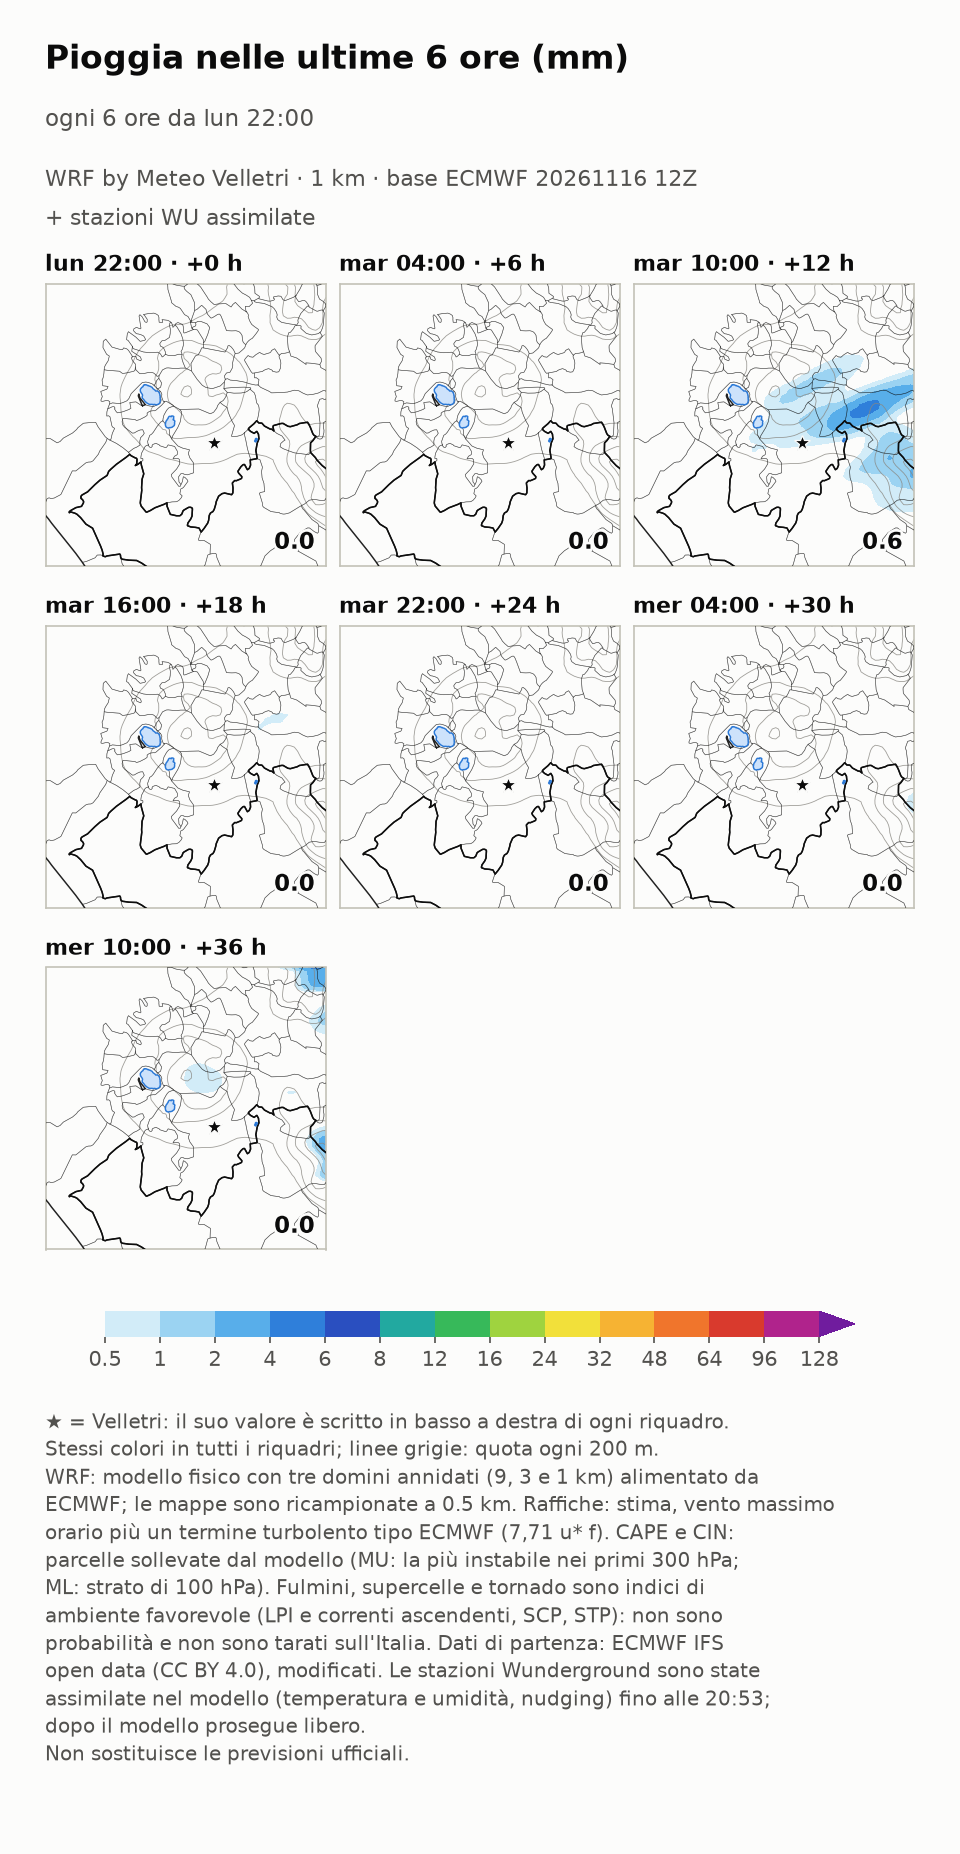 Pioggia nelle ultime 6 ore (mm)
ogni 6 ore da lun 22:00
WRF by Meteo Velletri · 1 km · base ECMWF 20261116 12Z
+ stazioni WU assimilate
lun 22:00 · +0 h
mar 04:00 · +6 h
mar 10:00 · +12 h
0.0
0.0
0.6
mar 16:00 · +18 h
mar 22:00 · +24 h
mer 04:00 · +30 h
0.0
0.0
0.0
mer 10:00 · +36 h
0.0
0.5 1 2 4 6 8 12 16 24 32 48 64 96 128
★ = Velletri: il suo valore è scritto in basso a destra di ogni riquadro.
Stessi colori in tutti i riquadri; linee grigie: quota ogni 200 m.
WRF: modello fisico con tre domini annidati (9, 3 e 1 km) alimentato da
ECMWF; le mappe sono ricampionate a 0.5 km. Raffiche: stima, vento massimo
orario più un termine turbolento tipo ECMWF (7,71 u* f). CAPE e CIN:
parcelle sollevate dal modello (MU: la più instabile nei primi 300 hPa;
ML: strato di 100 hPa). Fulmini, supercelle e tornado sono indici di
ambiente favorevole (LPI e correnti ascendenti, SCP, STP): non sono
probabilità e non sono tarati sull'Italia. Dati di partenza: ECMWF IFS
open data (CC BY 4.0), modificati. Le stazioni Wunderground sono state
assimilate nel modello (temperatura e umidità, nudging) fino alle 20:53;
dopo il modello prosegue libero.
Non sostituisce le previsioni ufficiali.